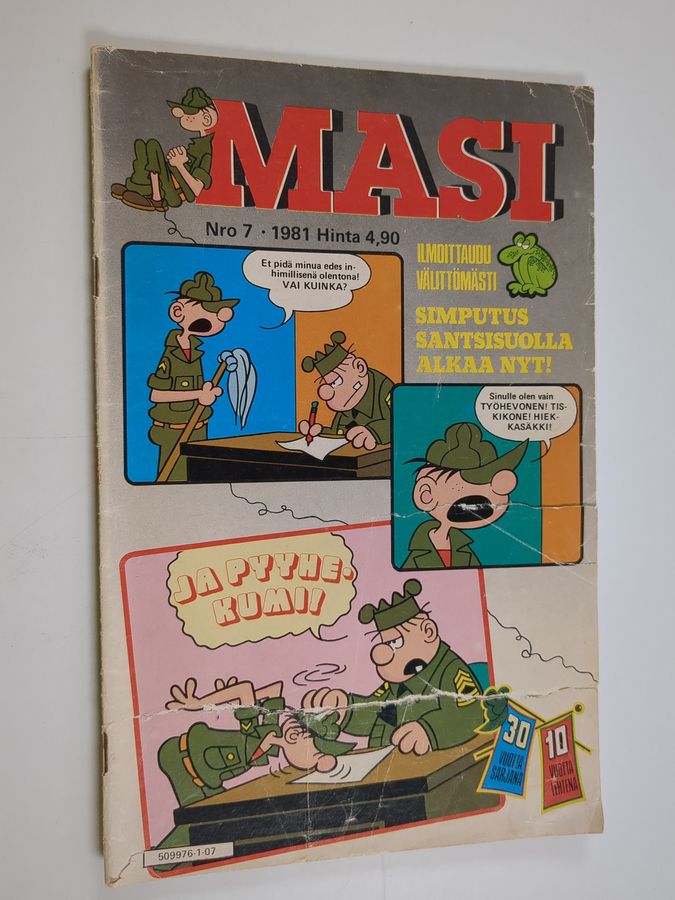 MASI
Nro 7 · 1981 Hinta 4,90
ILMOITTAUDU
VÄLITTÖMÄSTI
SIMPUTUS
SANTSISUOLLA
ALKAA NYT!
Et pidä minua edes in-
himillisenä olentona!
VAI KUINKA?
Sinulle olen vain
TYÖHEVONEN! TIS-
KIKONE! HIEK-
KASÄKKI!
JA PYYHE-
KUMI!
30
VUOTTA
SARJANA
10
VUOTTA
LEHTENÄ
509976-1-07